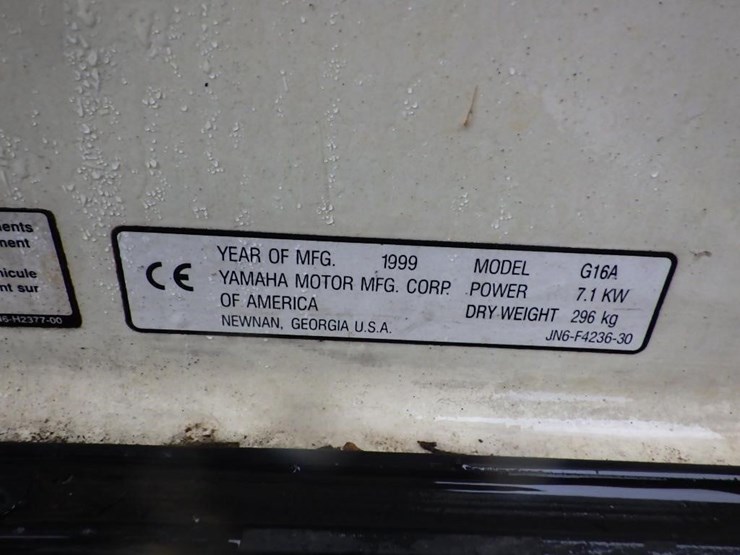 ents
ment
hicule
nt sur
H2377-00
CE
YEAR OF MFG. 1999
YAMAHA MOTOR MFG. CORP.
OF AMERICA
NEWNAN, GEORGIA U.S.A.
MODEL G16A
POWER 7.1 KW
DRY WEIGHT 296 kg
JN6-F4236-30